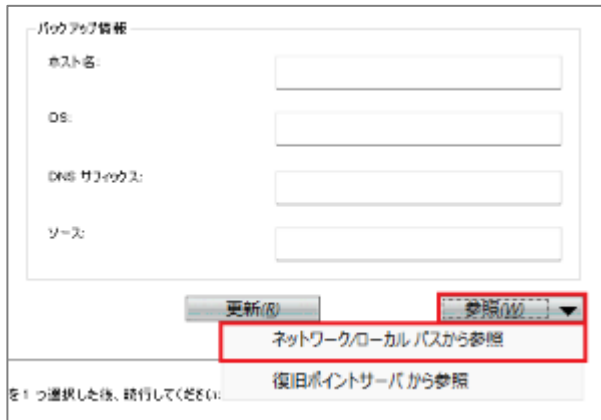 バックアップ情報
ホスト名:
OS:
DNS サフィックス:
ソース:
更新(R)
参照(W)
ネットワーク/ローカル パスから参照
復旧ポイントサーバ から参照
を 1 つ選択した後、続行してください: